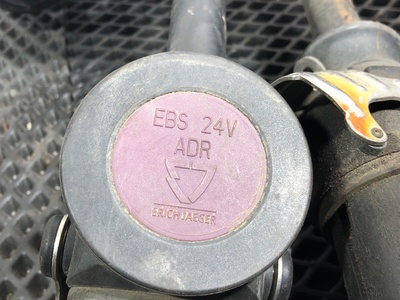 EBS 24V
ADR
ERICH JAEGER